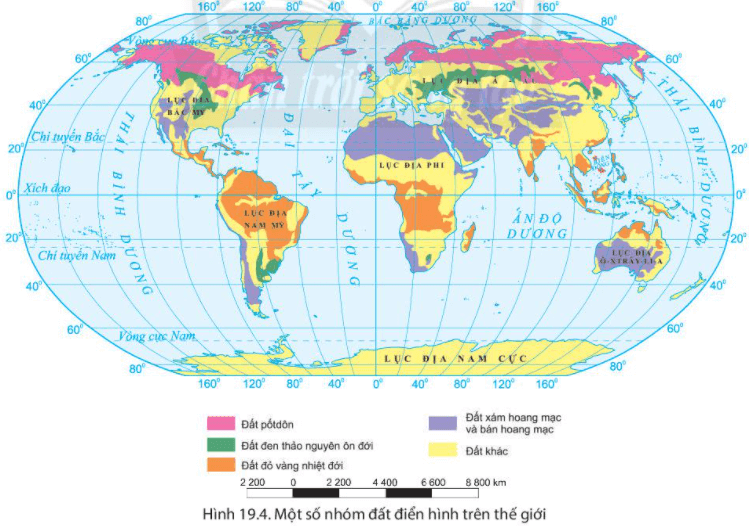 160° 120° 80° 40° 0° 40° 80° 120° 160°
80° 80°
BẮC BĂNG DƯƠNG
Vòng cực Bắc
60° 60°
LỤC ĐỊA Á - ÂU
LỤC ĐỊA
BẮC MỸ
40° 40°
THÁI BÌNH DƯƠNG
ĐẠI TÂY DƯƠNG
THÁI BÌNH DƯƠNG
Chí tuyến Bắc
20° 20°
LỤC ĐỊA PHI
Xích đạo
0° 0°
LỤC ĐỊA
NAM MỸ
ẤN ĐỘ
DƯƠNG
20° 20°
Chí tuyến Nam
LỤC ĐỊA
Ô-XTRÂY-LI-A
40° 40°
60° 60°
Vòng cực Nam
LỤC ĐỊA NAM CỰC
80° 80°
160° 120° 80° 40° 0° 40° 80° 120° 160°
Đất pốtdôn
Đất đen thảo nguyên ôn đới
Đất đỏ vàng nhiệt đới
Đất xám hoang mạc
và bán hoang mạc
Đất khác
2 200 0 2 200 4 400 6 600 8 800 km
Hình 19.4. Một số nhóm đất điển hình trên thế giới